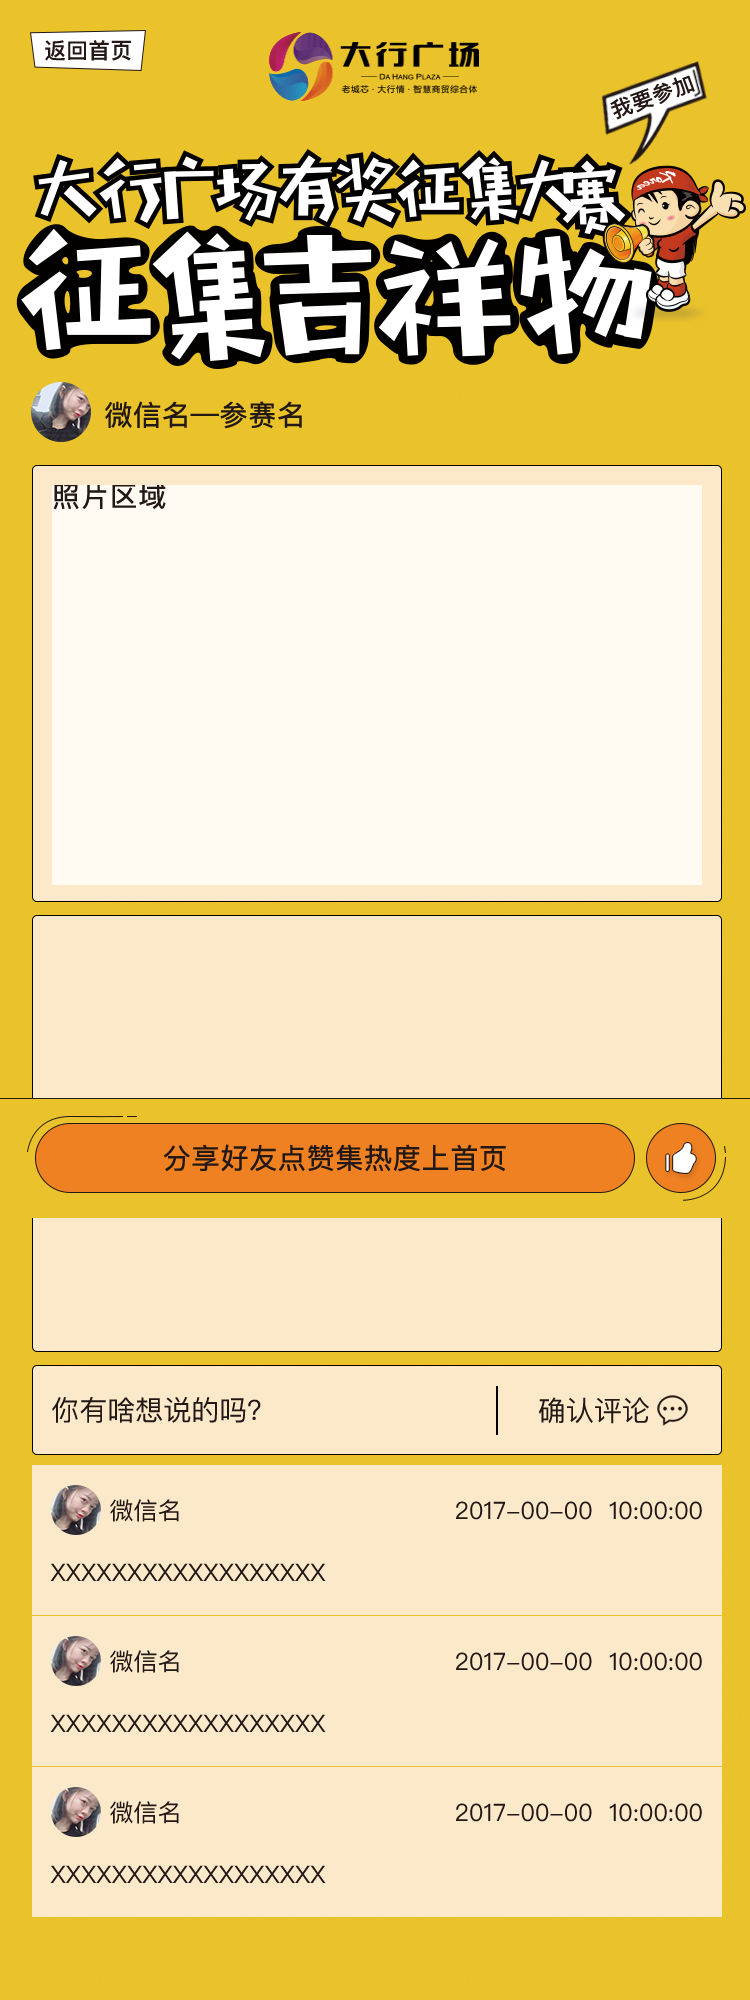 返回首页
大行广场
DA HANG PLAZA
老城芯 · 大行情 · 智慧商贸综合体
我要参加
大行广场有奖征集大赛
Korea
征集吉祥物
微信名—参赛名
照片区域
分享好友点赞集热度上首页
你有啥想说的吗?
确认评论
微信名 2017-00-00 10:00:00
XXXXXXXXXXXXXXXXXX
微信名 2017-00-00 10:00:00
XXXXXXXXXXXXXXXXXX
微信名 2017-00-00 10:00:00
XXXXXXXXXXXXXXXXXX